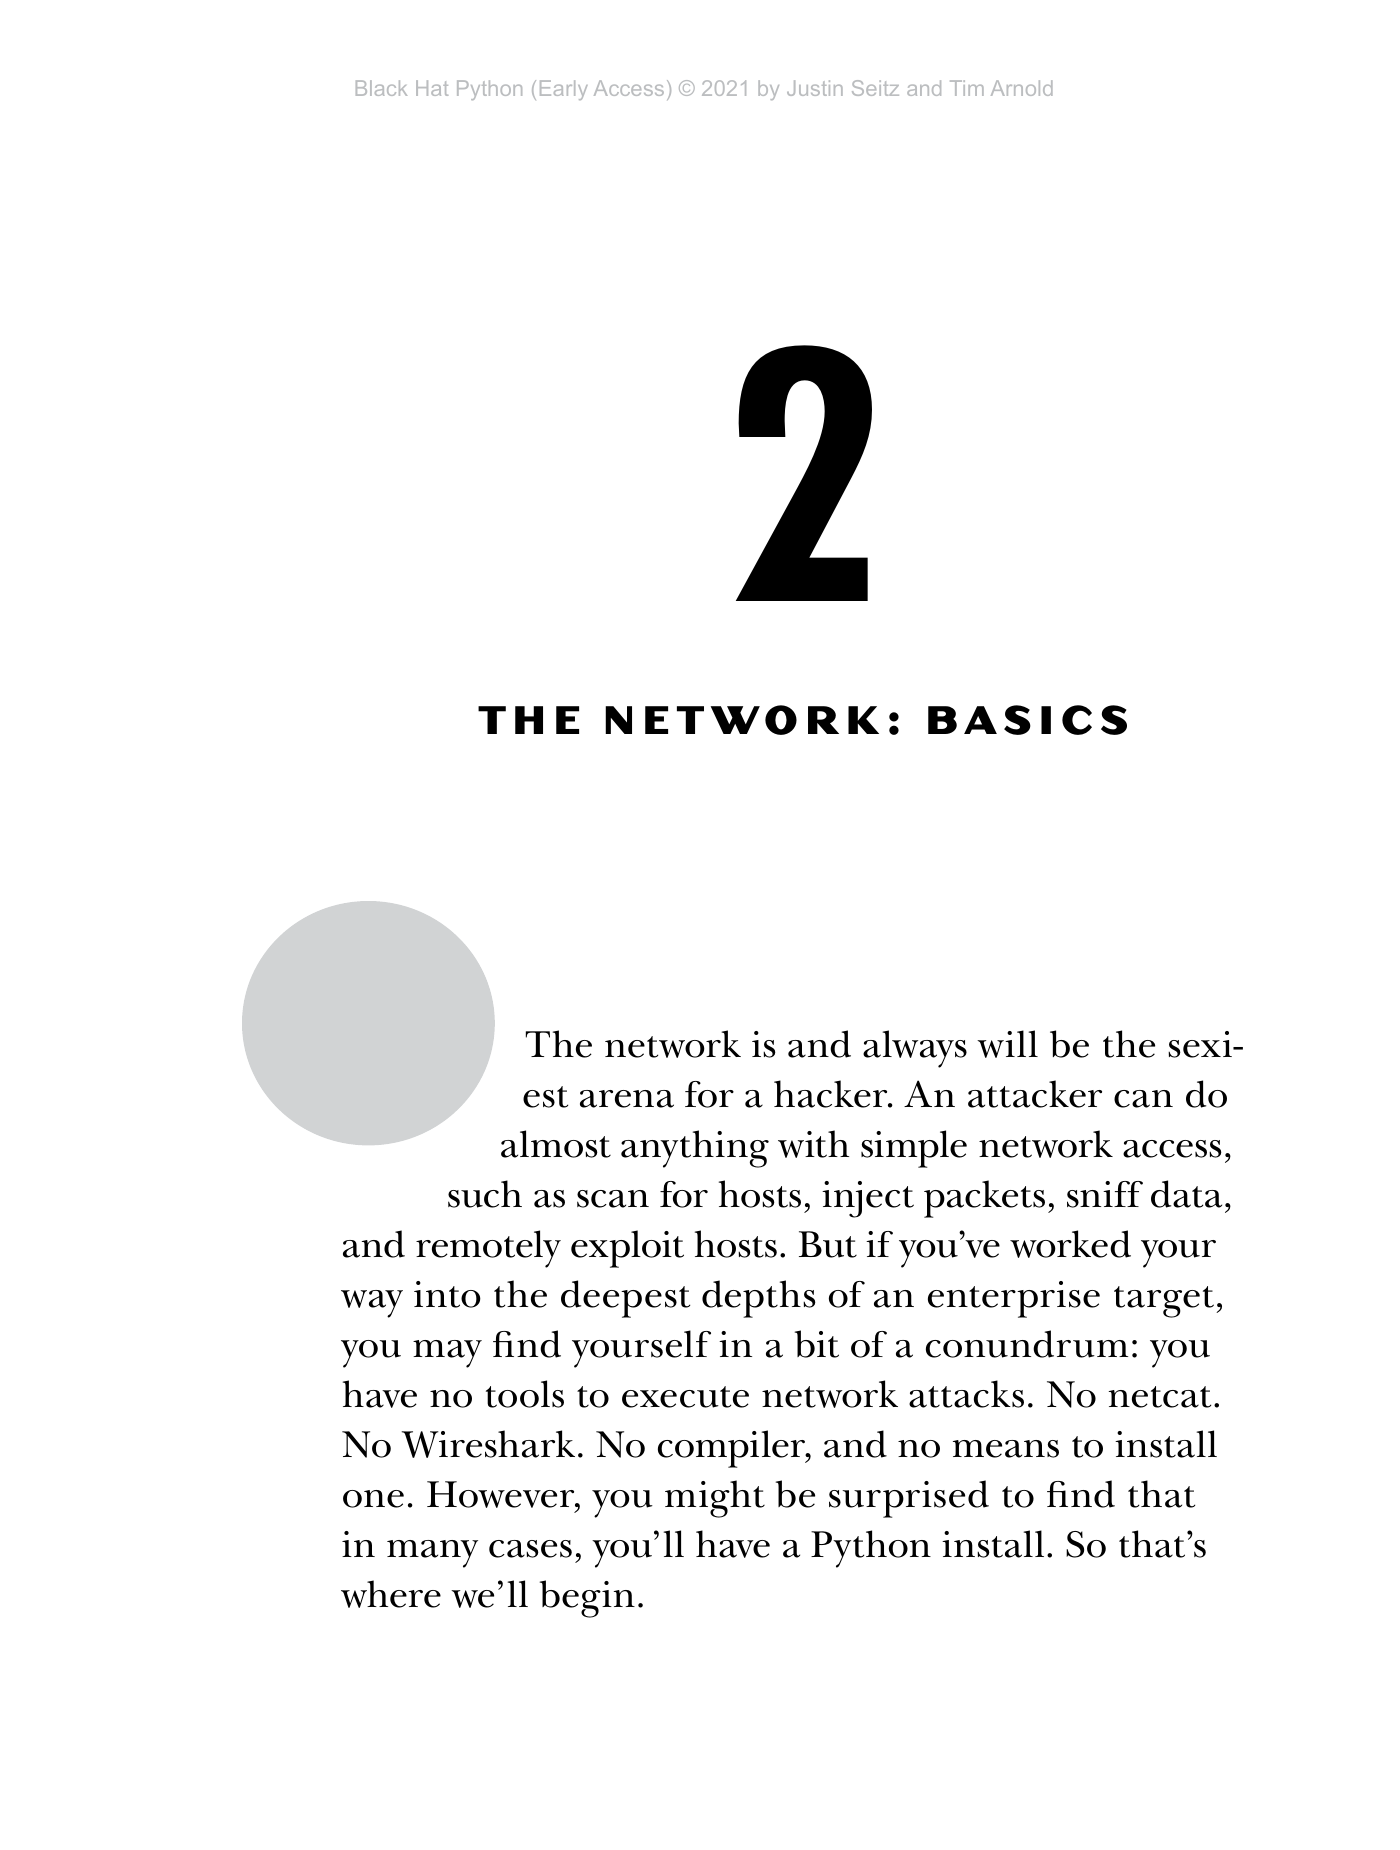 Black Hat Python (Early Access) © 2021 by Justin Seitz and Tim Arnold
2
THE NETWORK: BASICS
The network is and always will be the sexi-
est arena for a hacker. An attacker can do
almost anything with simple network access,
such as scan for hosts, inject packets, sniff data,
and remotely exploit hosts. But if you’ve worked your
way into the deepest depths of an enterprise target,
you may find yourself in a bit of a conundrum: you
have no tools to execute network attacks. No netcat.
No Wireshark. No compiler, and no means to install
one. However, you might be surprised to find that
in many cases, you’ll have a Python install. So that’s
where we’ll begin.